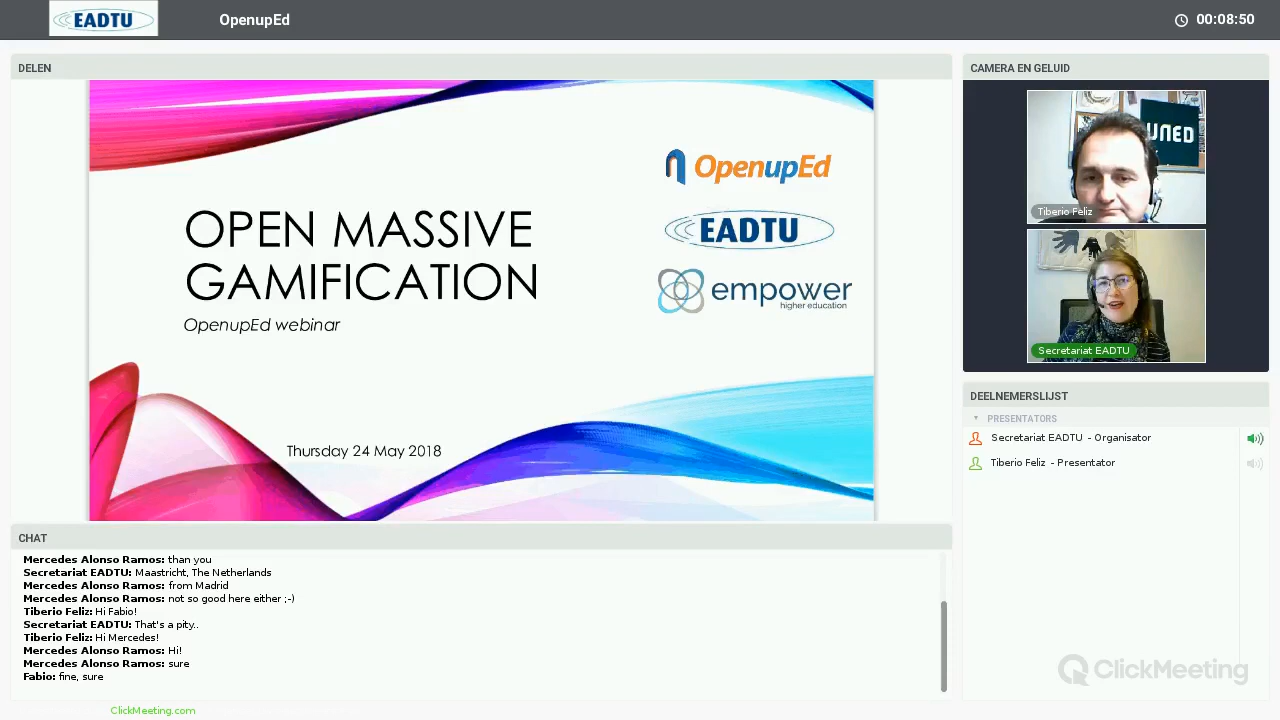 EADTU
OpenupEd
00:08:50
DELEN
OpenupEd
OPEN MASSIVE
GAMIFICATION
EADTU
empower
higher education
OpenupEd webinar
Thursday 24 May 2018
CAMERA EN GELUID
UNED
Tiberio Feliz
Secretariat EADTU
DEELNEMERSLIJST
PRESENTATORS
Secretariat EADTU - Organisator
Tiberio Feliz - Presentator
CHAT
Mercedes Alonso Ramos: than you
Secretariat EADTU: Maastricht, The Netherlands
Mercedes Alonso Ramos: from Madrid
Mercedes Alonso Ramos: not so good here either ;-)
Tiberio Feliz: Hi Fabio!
Secretariat EADTU: That's a pity..
Tiberio Feliz: Hi Mercedes!
Mercedes Alonso Ramos: Hi!
Mercedes Alonso Ramos: sure
Fabio: fine, sure
ClickMeeting
ClickMeeting.com